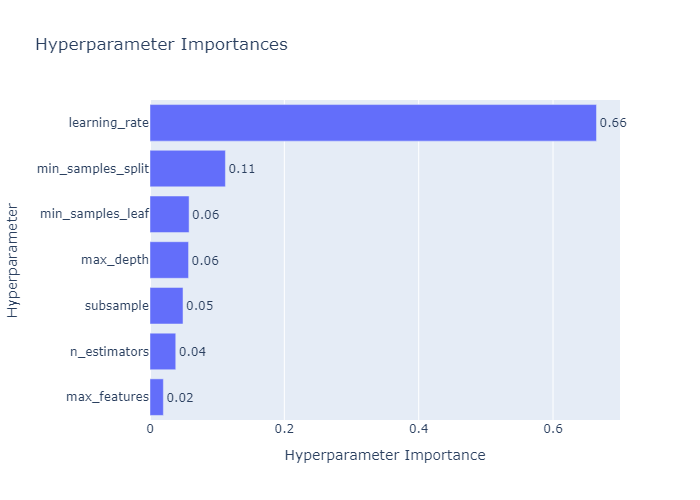 Hyperparameter Importances
Hyperparameter
learning_rate 0.66
min_samples_split 0.11
min_samples_leaf 0.06
max_depth 0.06
subsample 0.05
n_estimators 0.04
max_features 0.02
0 0.2 0.4 0.6
Hyperparameter Importance